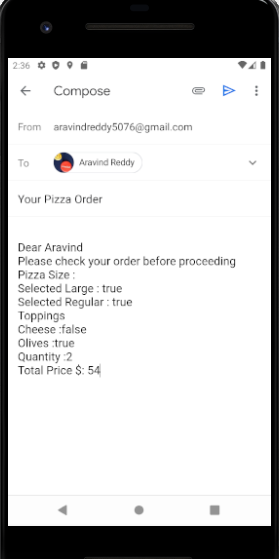 2:36
Compose
From aravindreddy5076@gmail.com
To Aravind Reddy
Your Pizza Order
Dear Aravind
Please check your order before proceeding
Pizza Size :
Selected Large : true
Selected Regular : true
Toppings
Cheese :false
Olives :true
Quantity :2
Total Price $: 54